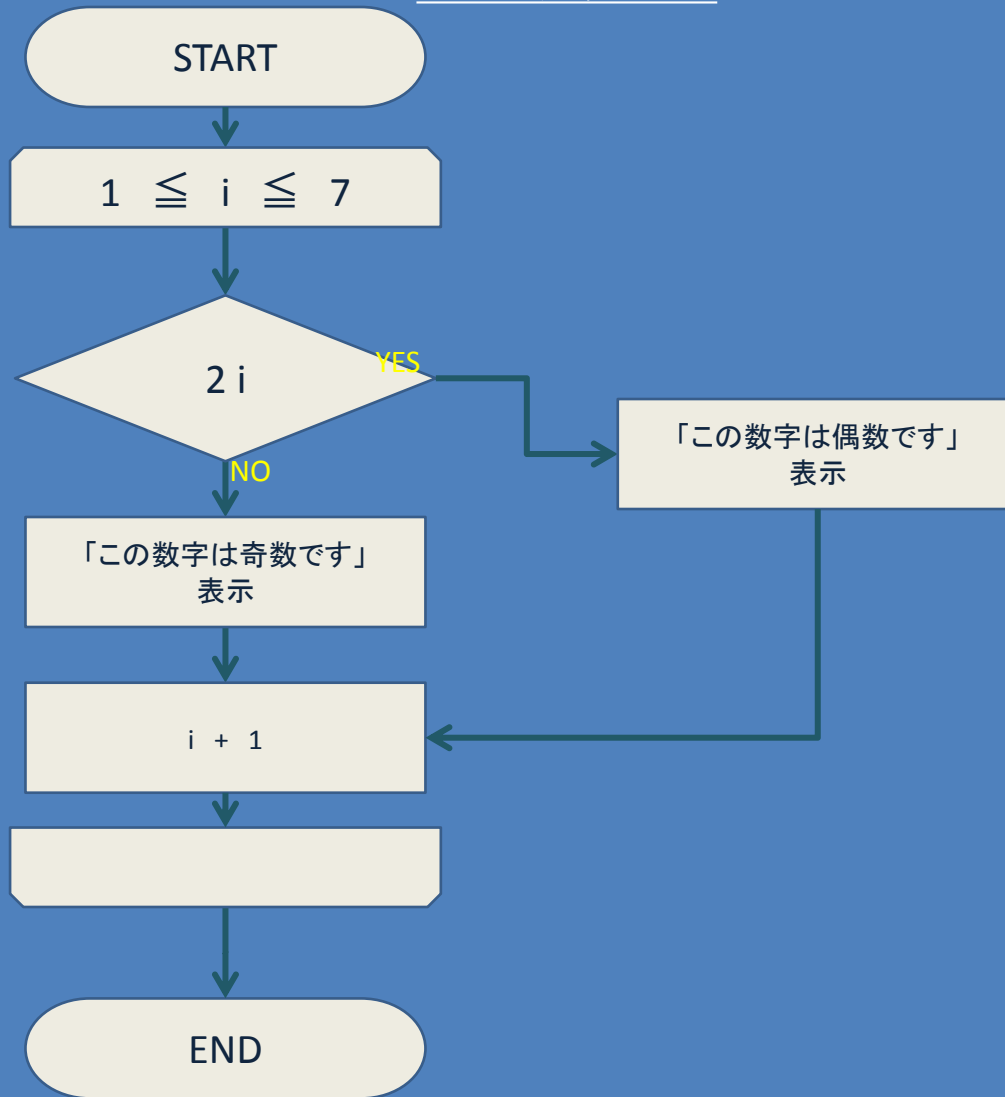 START
1 ≦ i ≦ 7
2 i
YES
NO
「この数字は偶数です」
表示
「この数字は奇数です」
表示
i + 1
END